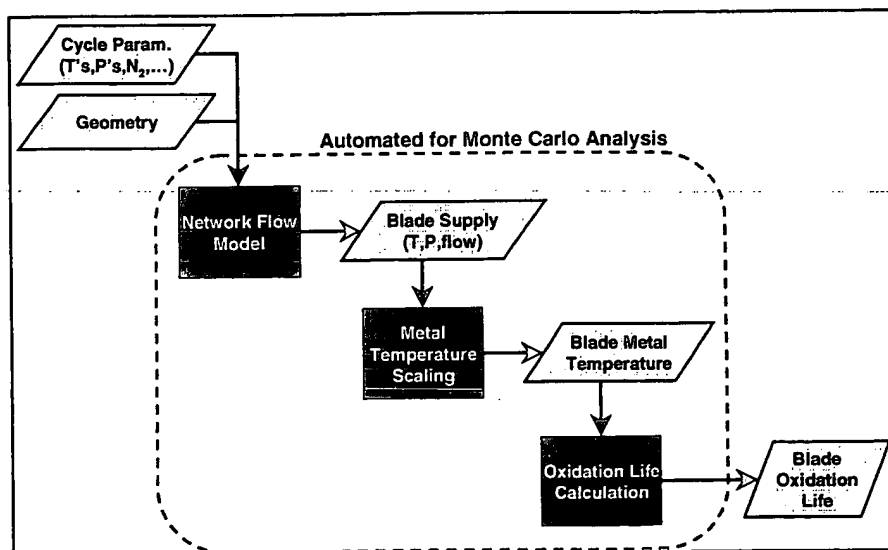 Cycle Param.
(T's,P's,N₂,...)
Geometry
Automated for Monte Carlo Analysis
Network Flow
Model
Blade Supply
(T,P,flow)
Metal
Temperature
Scaling
Blade Metal
Temperature
Oxidation Life
Calculation
Blade
Oxidation
Life